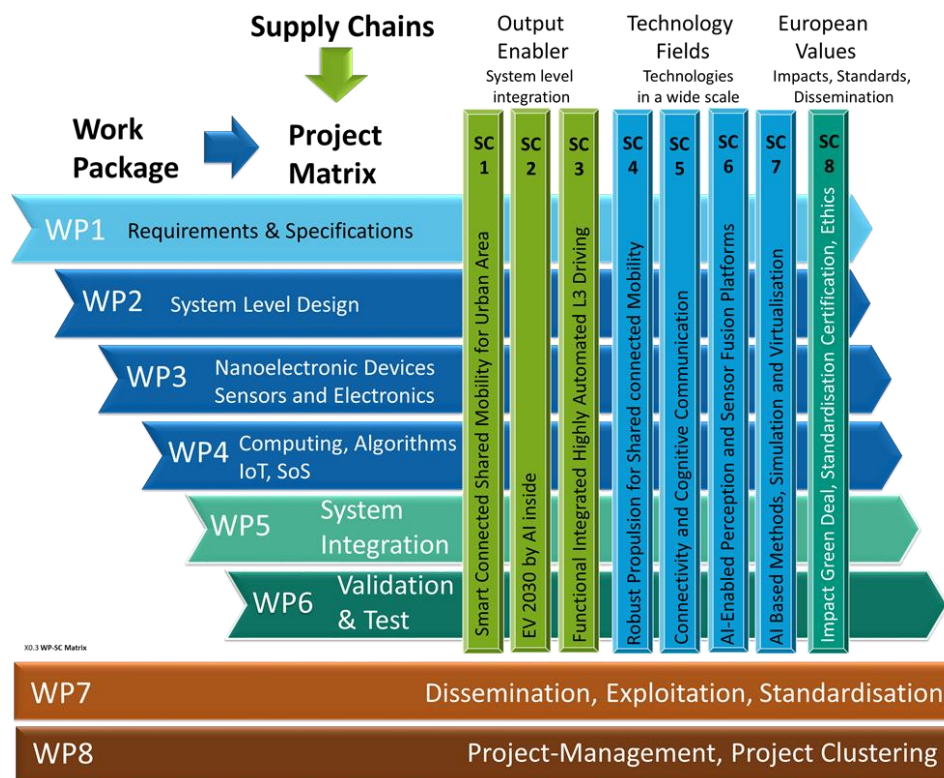 Supply Chains
Output
Enabler
System level
integration
Technology
Fields
Technologies
in a wide scale
European
Values
Impacts, Standards,
Dissemination
Work
Package
Project
Matrix
SC
1
SC
2
SC
3
SC
4
SC
5
SC
6
SC
7
SC
8
Smart Connected Shared Mobility for Urban Area
EV 2030 by AI inside
Functional Integrated Highly Automated L3 Driving
Robust Propulsion for Shared connected Mobility
Connectivity and Cognitive Communication
AI-Enabled Perception and Sensor Fusion Platforms
AI Based Methods, Simulation and Virtualisation
Impact Green Deal, Standardisation Certification, Ethics
WP1
Requirements & Specifications
WP2
System Level Design
WP3
Nanoelectronic Devices
Sensors and Electronics
WP4
Computing, Algorithms
IoT, SoS
WP5
System
Integration
WP6
Validation
& Test
X0.3 WP-SC Matrix
WP7
Dissemination, Exploitation, Standardisation
WP8
Project-Management, Project Clustering